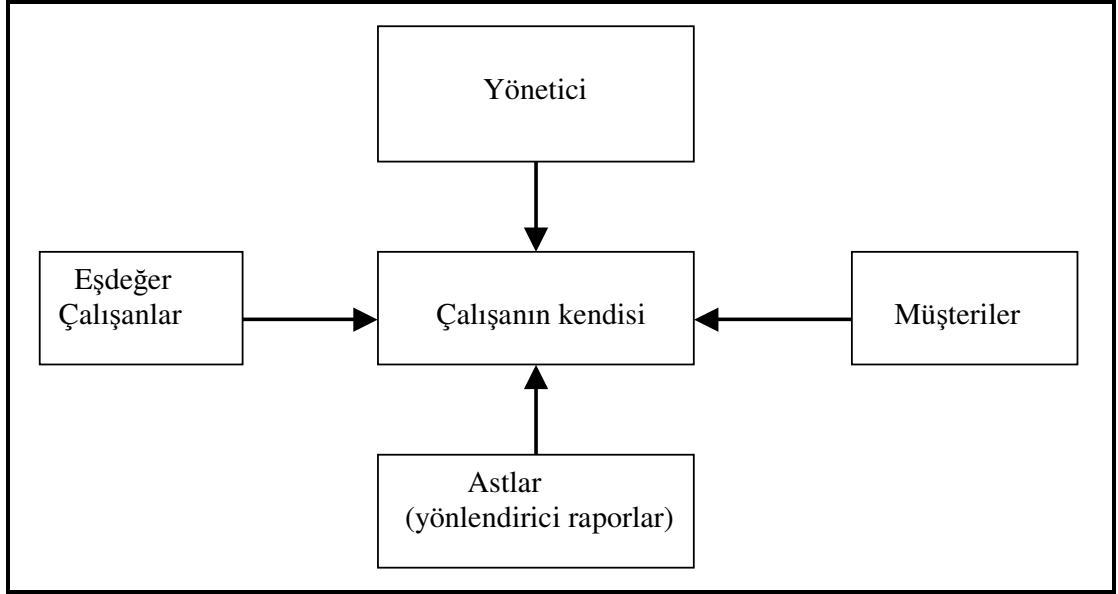 Yönetici
Eşdeğer
Çalışanlar
Çalışanın kendisi
Müşteriler
Astlar
(yönlendirici raporlar)